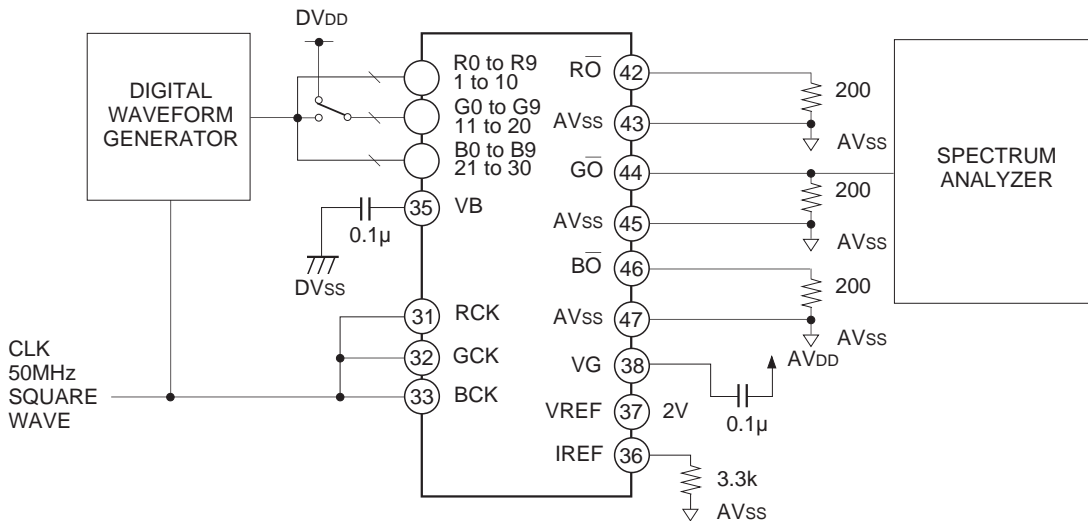 DVDD
DIGITAL
WAVEFORM
GENERATOR
R0 to R9
1 to 10
G0 to G9
11 to 20
B0 to B9
21 to 30
35
VB
0.1µ
DVSS
31
RCK
32
GCK
33
BCK
CLK
50MHz
SQUARE
WAVE
RO̅
42
200
AVSS
43
AVSS
GO̅
44
200
AVSS
45
AVSS
BO̅
46
200
AVSS
47
AVSS
VG
38
AVDD
0.1µ
VREF
37
2V
IREF
36
3.3k
AVSS
SPECTRUM
ANALYZER